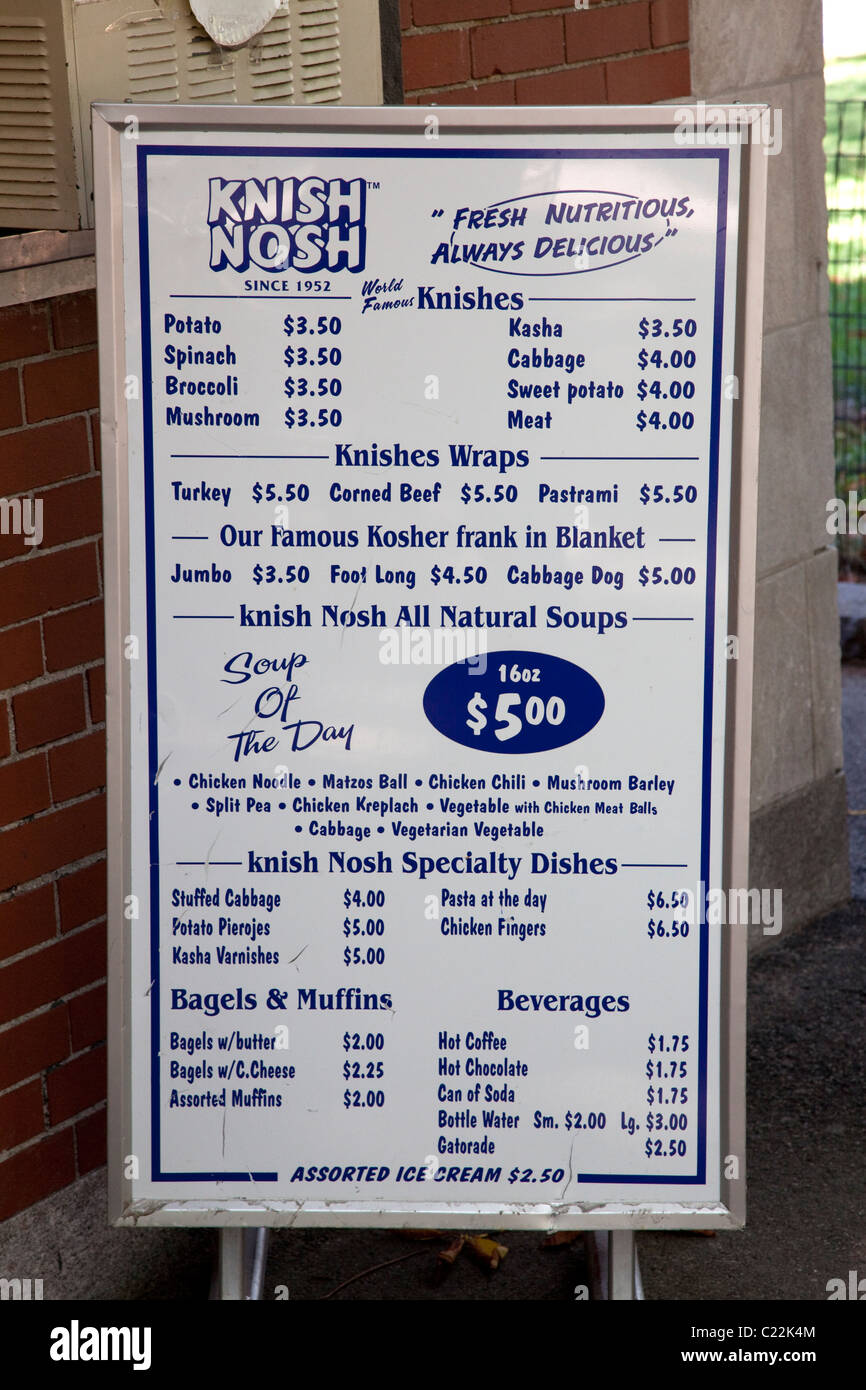 KNISH NOSH™
SINCE 1952
" FRESH NUTRITIOUS,
ALWAYS DELICIOUS "
World Famous Knishes
Potato $3.50 Kasha $3.50
Spinach $3.50 Cabbage $4.00
Broccoli $3.50 Sweet potato $4.00
Mushroom $3.50 Meat $4.00
Knishes Wraps
Turkey $5.50 Corned Beef $5.50 Pastrami $5.50
Our Famous Kosher frank in Blanket
Jumbo $3.50 Foot Long $4.50 Cabbage Dog $5.00
knish Nosh All Natural Soups
Soup
Of
The Day
16oz
$5.00
• Chicken Noodle • Matzos Ball • Chicken Chili • Mushroom Barley
• Split Pea • Chicken Kreplach • Vegetable with Chicken Meat Balls
• Cabbage • Vegetarian Vegetable
knish Nosh Specialty Dishes
Stuffed Cabbage $4.00 Pasta at the day $6.50
Potato Pierojes $5.00 Chicken Fingers $6.50
Kasha Varnishes $5.00
Bagels & Muffins
Bagels w/butter $2.00
Bagels w/C.Cheese $2.25
Assorted Muffins $2.00
Beverages
Hot Coffee $1.75
Hot Chocolate $1.75
Can of Soda $1.75
Bottle Water Sm. $2.00 Lg. $3.00
Gatorade $2.50
ASSORTED ICE CREAM $2.50
alamy
Image ID: C22K4M
www.alamy.com